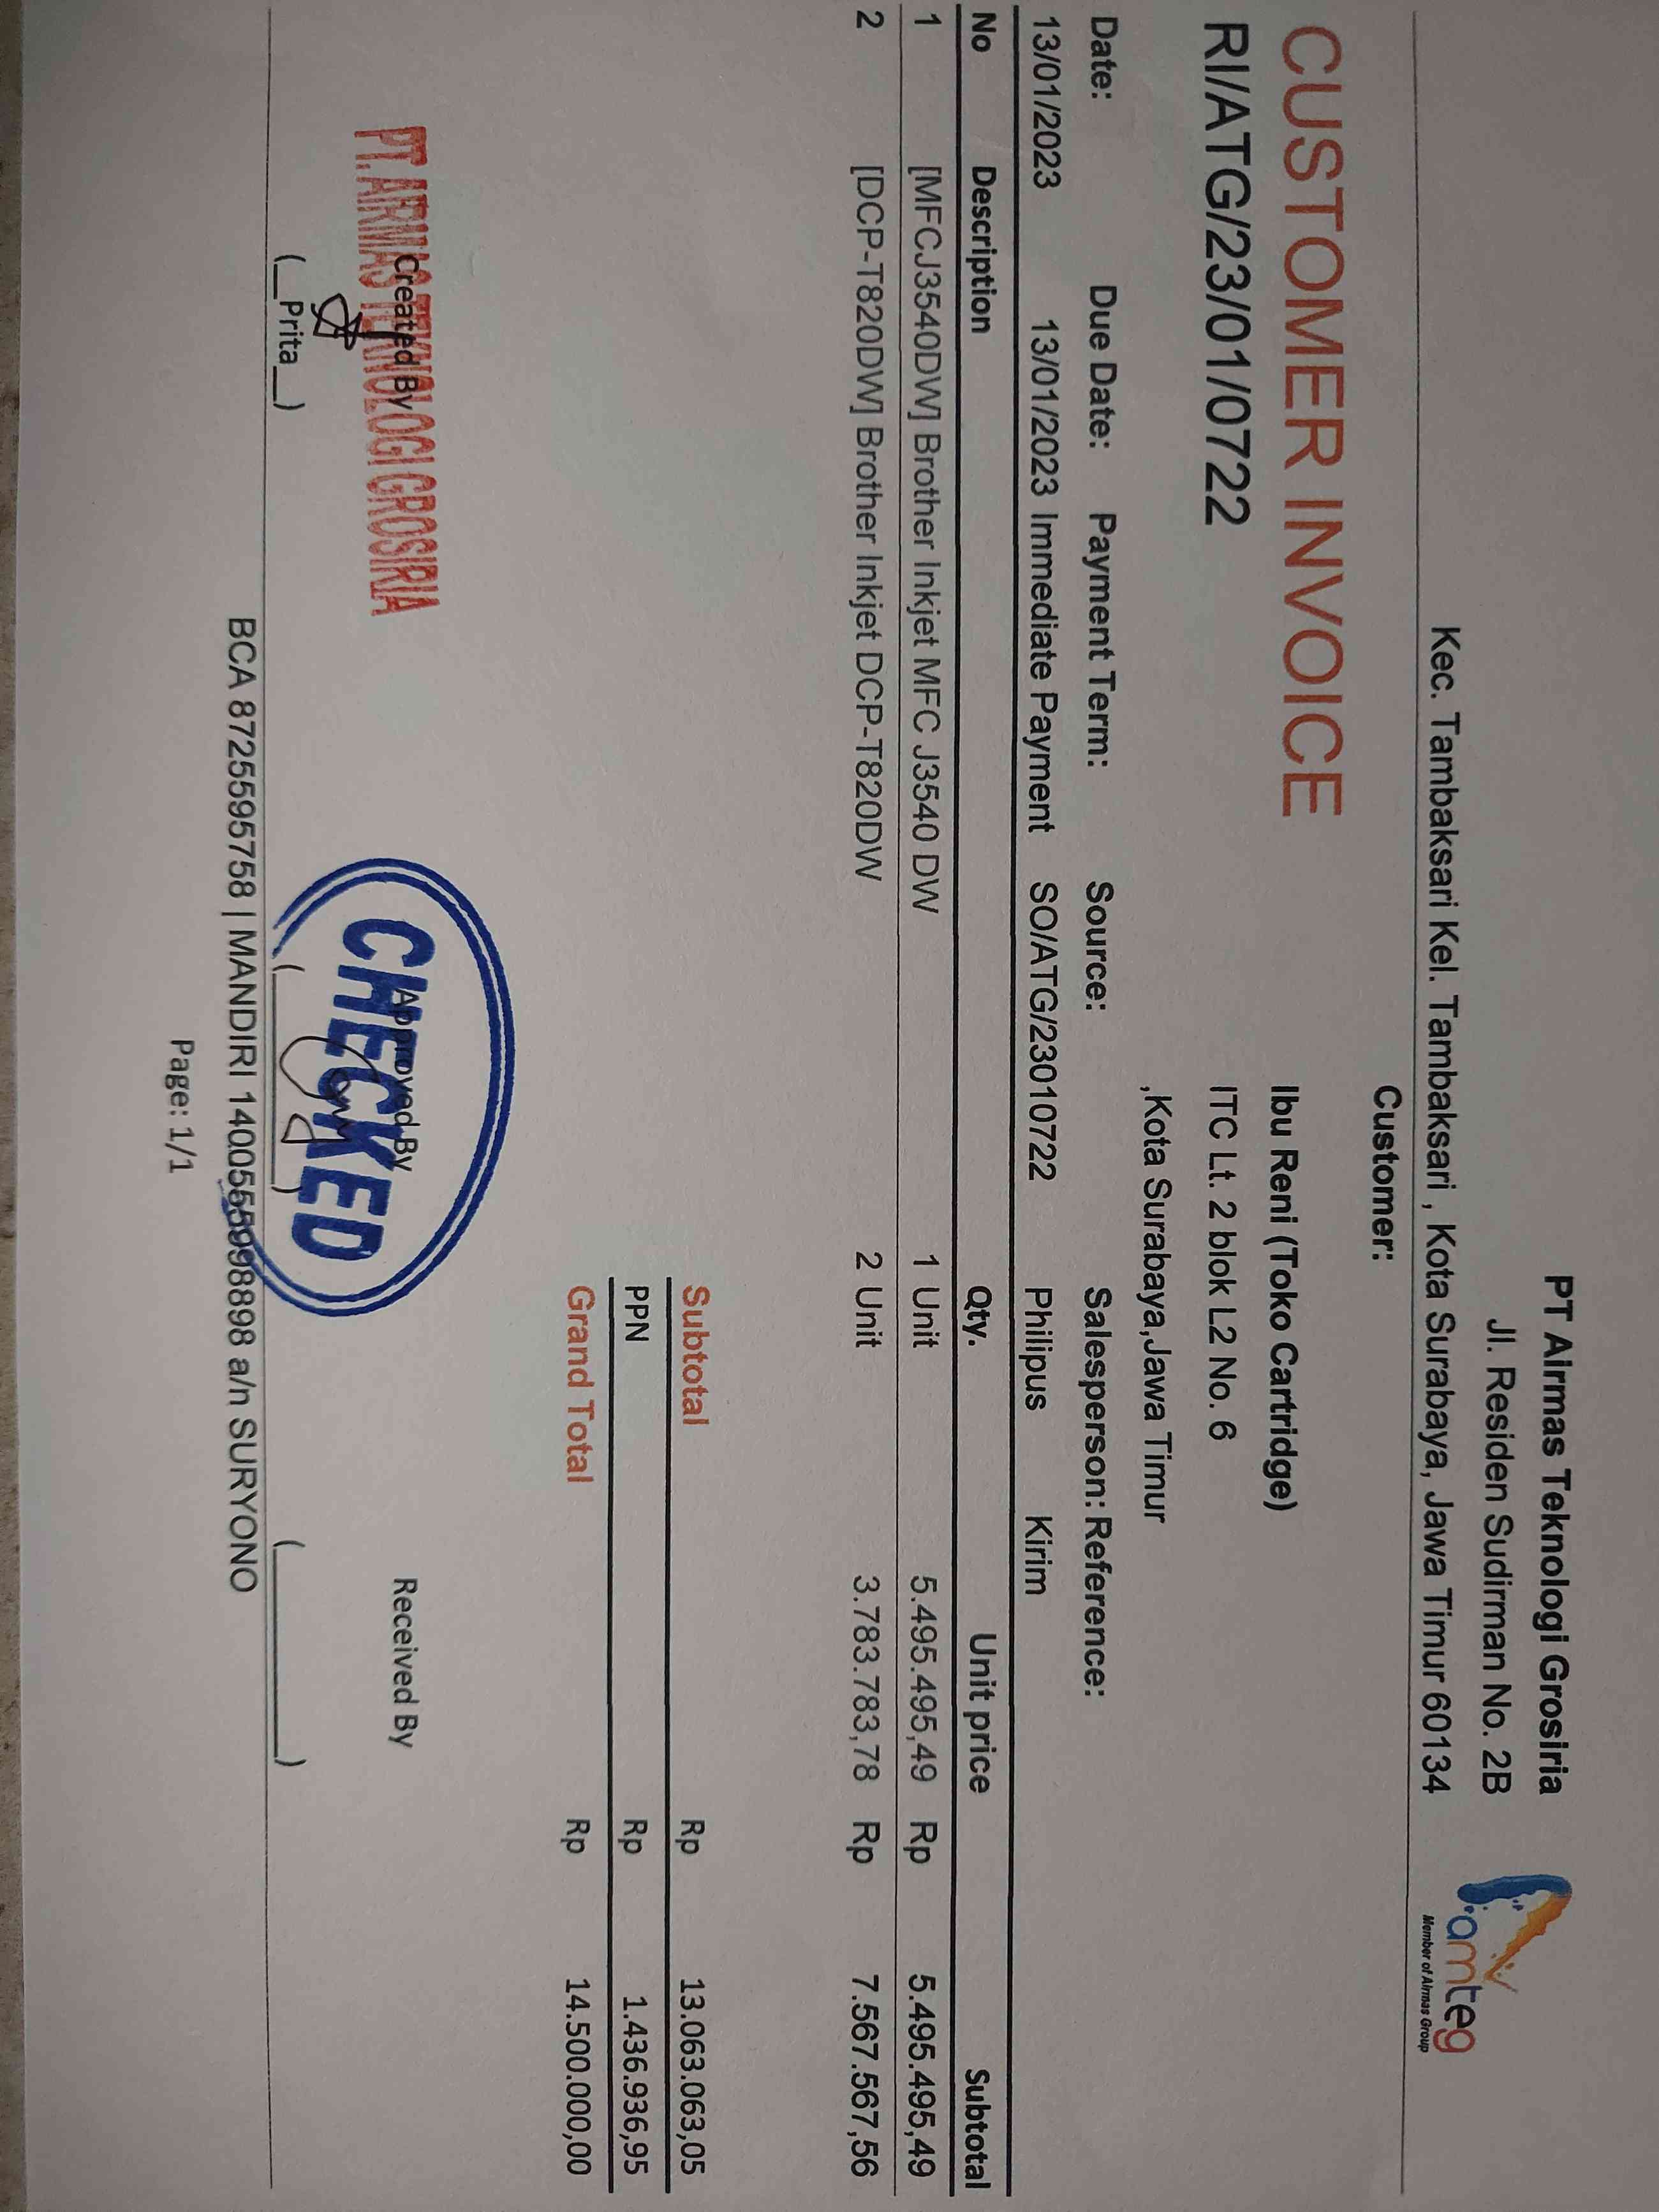 PT Airmas Teknologi Grosiria
Jl. Residen Sudirman No. 2B
Kec. Tambaksari Kel. Tambaksari , Kota Surabaya, Jawa Timur 60134
amteg
Member of Airmas Group
CUSTOMER INVOICE
RI/ATG/23/01/0722
Customer:
Ibu Reni (Toko Cartridge)
ITC Lt. 2 blok L2 No. 6
,Kota Surabaya,Jawa Timur
Date: Due Date: Payment Term: Source: Salesperson: Reference:
13/01/2023 13/01/2023 Immediate Payment SO/ATG/23010722 Philipus Kirim
No Description Qty. Unit price Subtotal
1 [MFCJ3540DW] Brother Inkjet MFC J3540 DW 1 Unit 5.495.495,49 Rp 5.495.495,49
2 [DCP-T820DW] Brother Inkjet DCP-T820DW 2 Unit 3.783.783,78 Rp 7.567.567,56
Subtotal Rp 13.063.063,05
PPN Rp 1.436.936,95
Grand Total Rp 14.500.000,00
Created By Approved By Received By
PT. AIRMAS TEKNOLOGI GROSIRIA
CHECKED
(__Prita__) (________) (________)
BCA 8725595758 | MANDIRI 1400555998898 a/n SURYONO
Page: 1/1